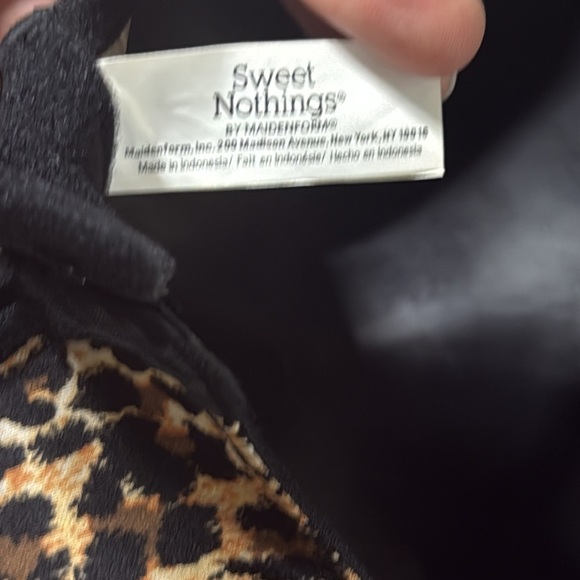 Sweet
Nothings®
BY MAIDENFORM®
Maidenform, Inc. 200 Madison Avenue, New York, NY 10016
Made in Indonesia/ Fait en Indonésie/ Hecho en Indonesia